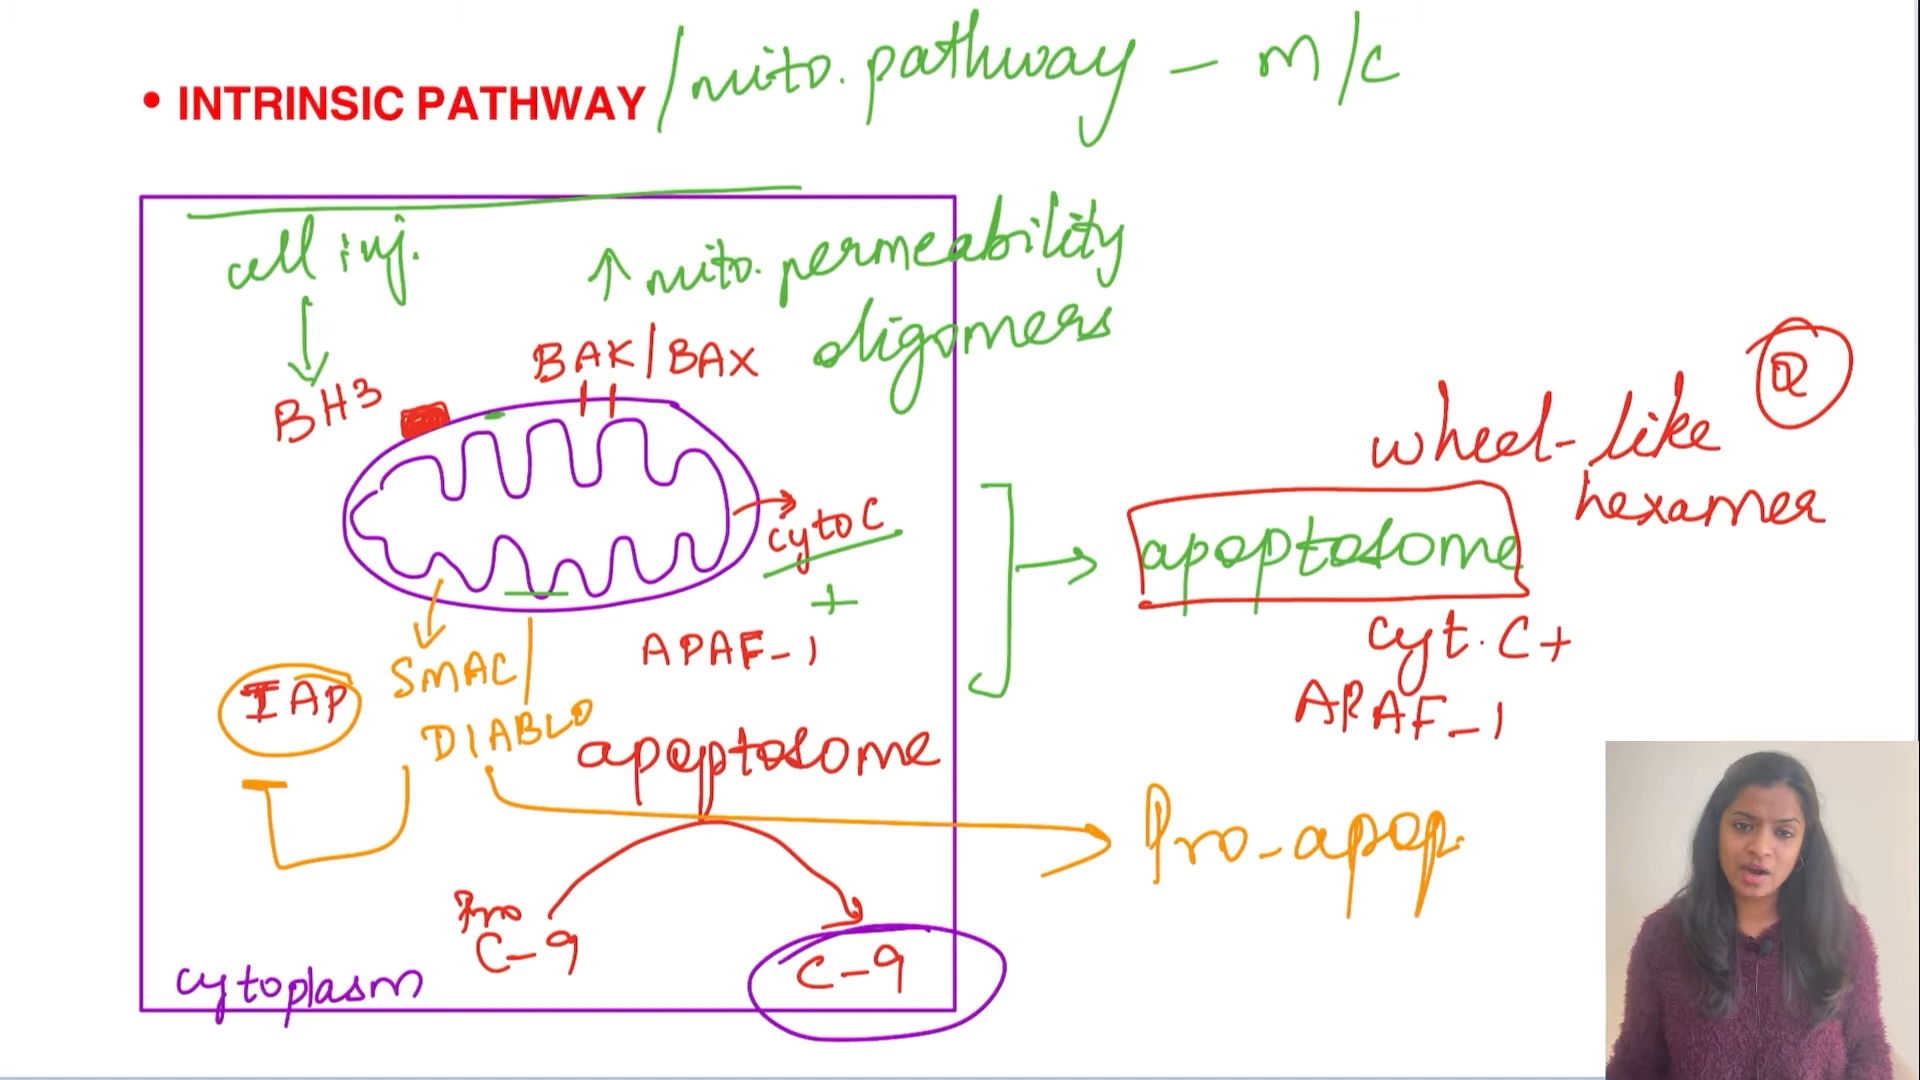 • INTRINSIC PATHWAY / mito. pathway - m/c
cell inj.
↑ mito. permeability
oligomers
BH3
BAK/BAX
cyto C
+
APAF-1
SMAC/
DIABLO
IAP
apoptosome
Pro
C-9
C-9
cytoplasm
wheel-like
hexamer
Q
apoptosome
cyt. C +
APAF-1
Pro-apop.